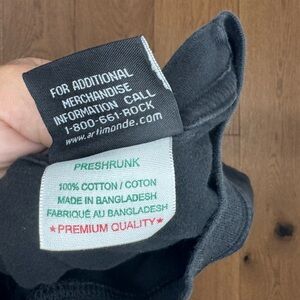 FOR ADDITIONAL
MERCHANDISE
INFORMATION CALL
1-800-661-ROCK
www.artimonde.com
PRESHRUNK
100% COTTON / COTON
MADE IN BANGLADESH
FABRIQUÉ AU BANGLADESH
★PREMIUM QUALITY★